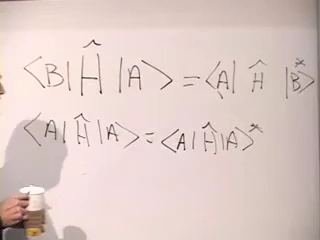 ⟨B|Ĥ|A⟩ = ⟨A| Ĥ |B⟩*
⟨A|Ĥ|A⟩ = ⟨A|Ĥ|A⟩*